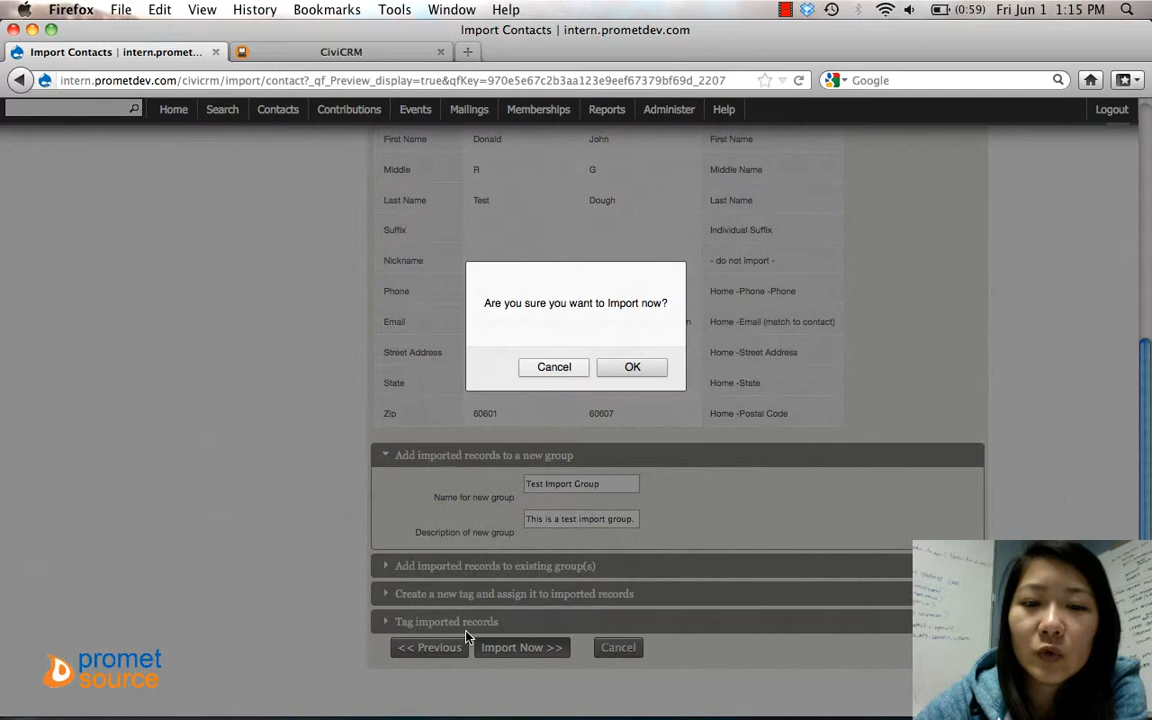 Firefox File Edit View History Bookmarks Tools Window Help (0:59) Fri Jun 1 1:15 PM
Import Contacts | intern.prometdev.com
Import Contacts | intern.promet... CiviCRM
intern.prometdev.com/civicrm/import/contact?_qf_Preview_display=true&qfKey=970e5e67c2b3aa123e9eef67379bf69d_2207 Google
Home Search Contacts Contributions Events Mailings Memberships Reports Administer Help Logout
First Name Donald John First Name
Middle R G Middle Name
Last Name Test Dough Last Name
Suffix Individual Suffix
Nickname - do not import -
Phone Home -Phone -Phone
Email Home -Email (match to contact)
Street Address Home -Street Address
State Home -State
Zip 60601 60607 Home -Postal Code
Are you sure you want to Import now?
Cancel OK
Add imported records to a new group
Name for new group Test Import Group
Description of new group This is a test import group.
Add imported records to existing group(s)
Create a new tag and assign it to imported records
Tag imported records
<< Previous Import Now >> Cancel
promet
source